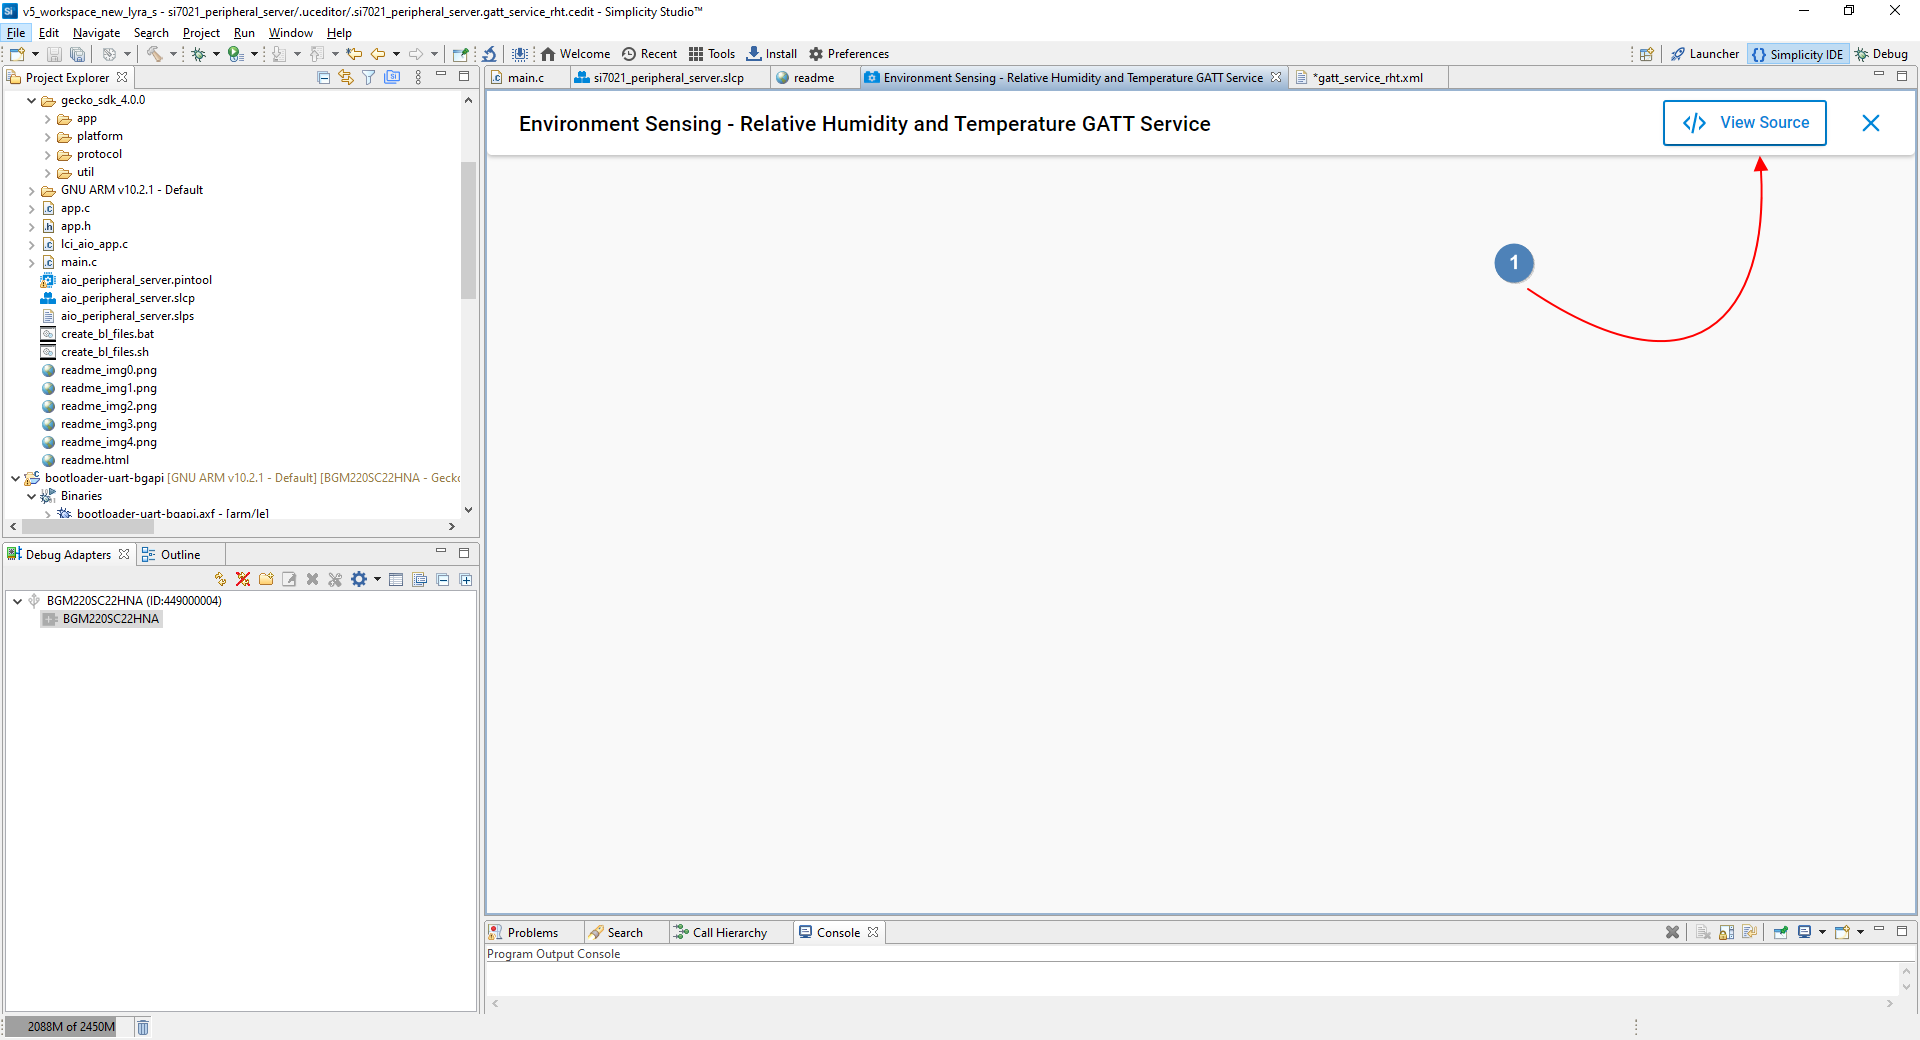 v5_workspace_new_lyra_s - si7021_peripheral_server/.uceditor/.si7021_peripheral_server.gatt_service_rht.cedit - Simplicity Studio™
File Edit Navigate Search Project Run Window Help
Welcome Recent Tools Install Preferences Launcher Simplicity IDE Debug
Project Explorer
main.c si7021_peripheral_server.slcp readme Environment Sensing - Relative Humidity and Temperature GATT Service *gatt_service_rht.xml
gecko_sdk_4.0.0
app
platform
protocol
util
GNU ARM v10.2.1 - Default
app.c
app.h
lci_aio_app.c
main.c
aio_peripheral_server.pintool
aio_peripheral_server.slcp
aio_peripheral_server.slps
create_bl_files.bat
create_bl_files.sh
readme_img0.png
readme_img1.png
readme_img2.png
readme_img3.png
readme_img4.png
readme.html
bootloader-uart-bgapi [GNU ARM v10.2.1 - Default] [BGM220SC22HNA - Gecko
Binaries
bootloader-uart-bgapi.axf - [arm/le]
Environment Sensing - Relative Humidity and Temperature GATT Service
View Source
1
Debug Adapters Outline
BGM220SC22HNA (ID:449000004)
BGM220SC22HNA
Problems Search Call Hierarchy Console
Program Output Console
2088M of 2450M